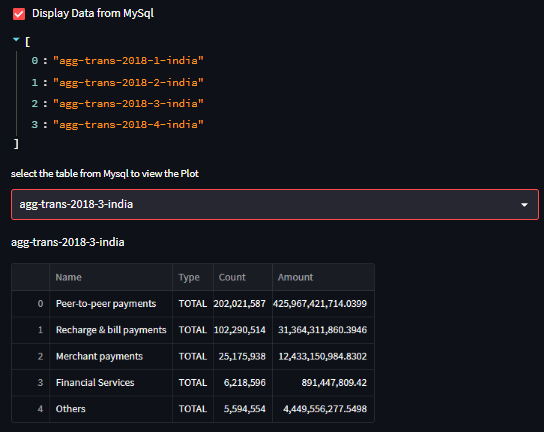 Display Data from MySql
[
0 : "agg-trans-2018-1-india"
1 : "agg-trans-2018-2-india"
2 : "agg-trans-2018-3-india"
3 : "agg-trans-2018-4-india"
]
select the table from Mysql to view the Plot
agg-trans-2018-3-india
agg-trans-2018-3-india
Name Type Count Amount
0 Peer-to-peer payments TOTAL 202,021,587 425,967,421,714.0399
1 Recharge & bill payments TOTAL 102,290,514 31,364,311,860.3946
2 Merchant payments TOTAL 25,175,938 12,433,150,984.8302
3 Financial Services TOTAL 6,218,596 891,447,809.42
4 Others TOTAL 5,594,554 4,449,556,277.5498